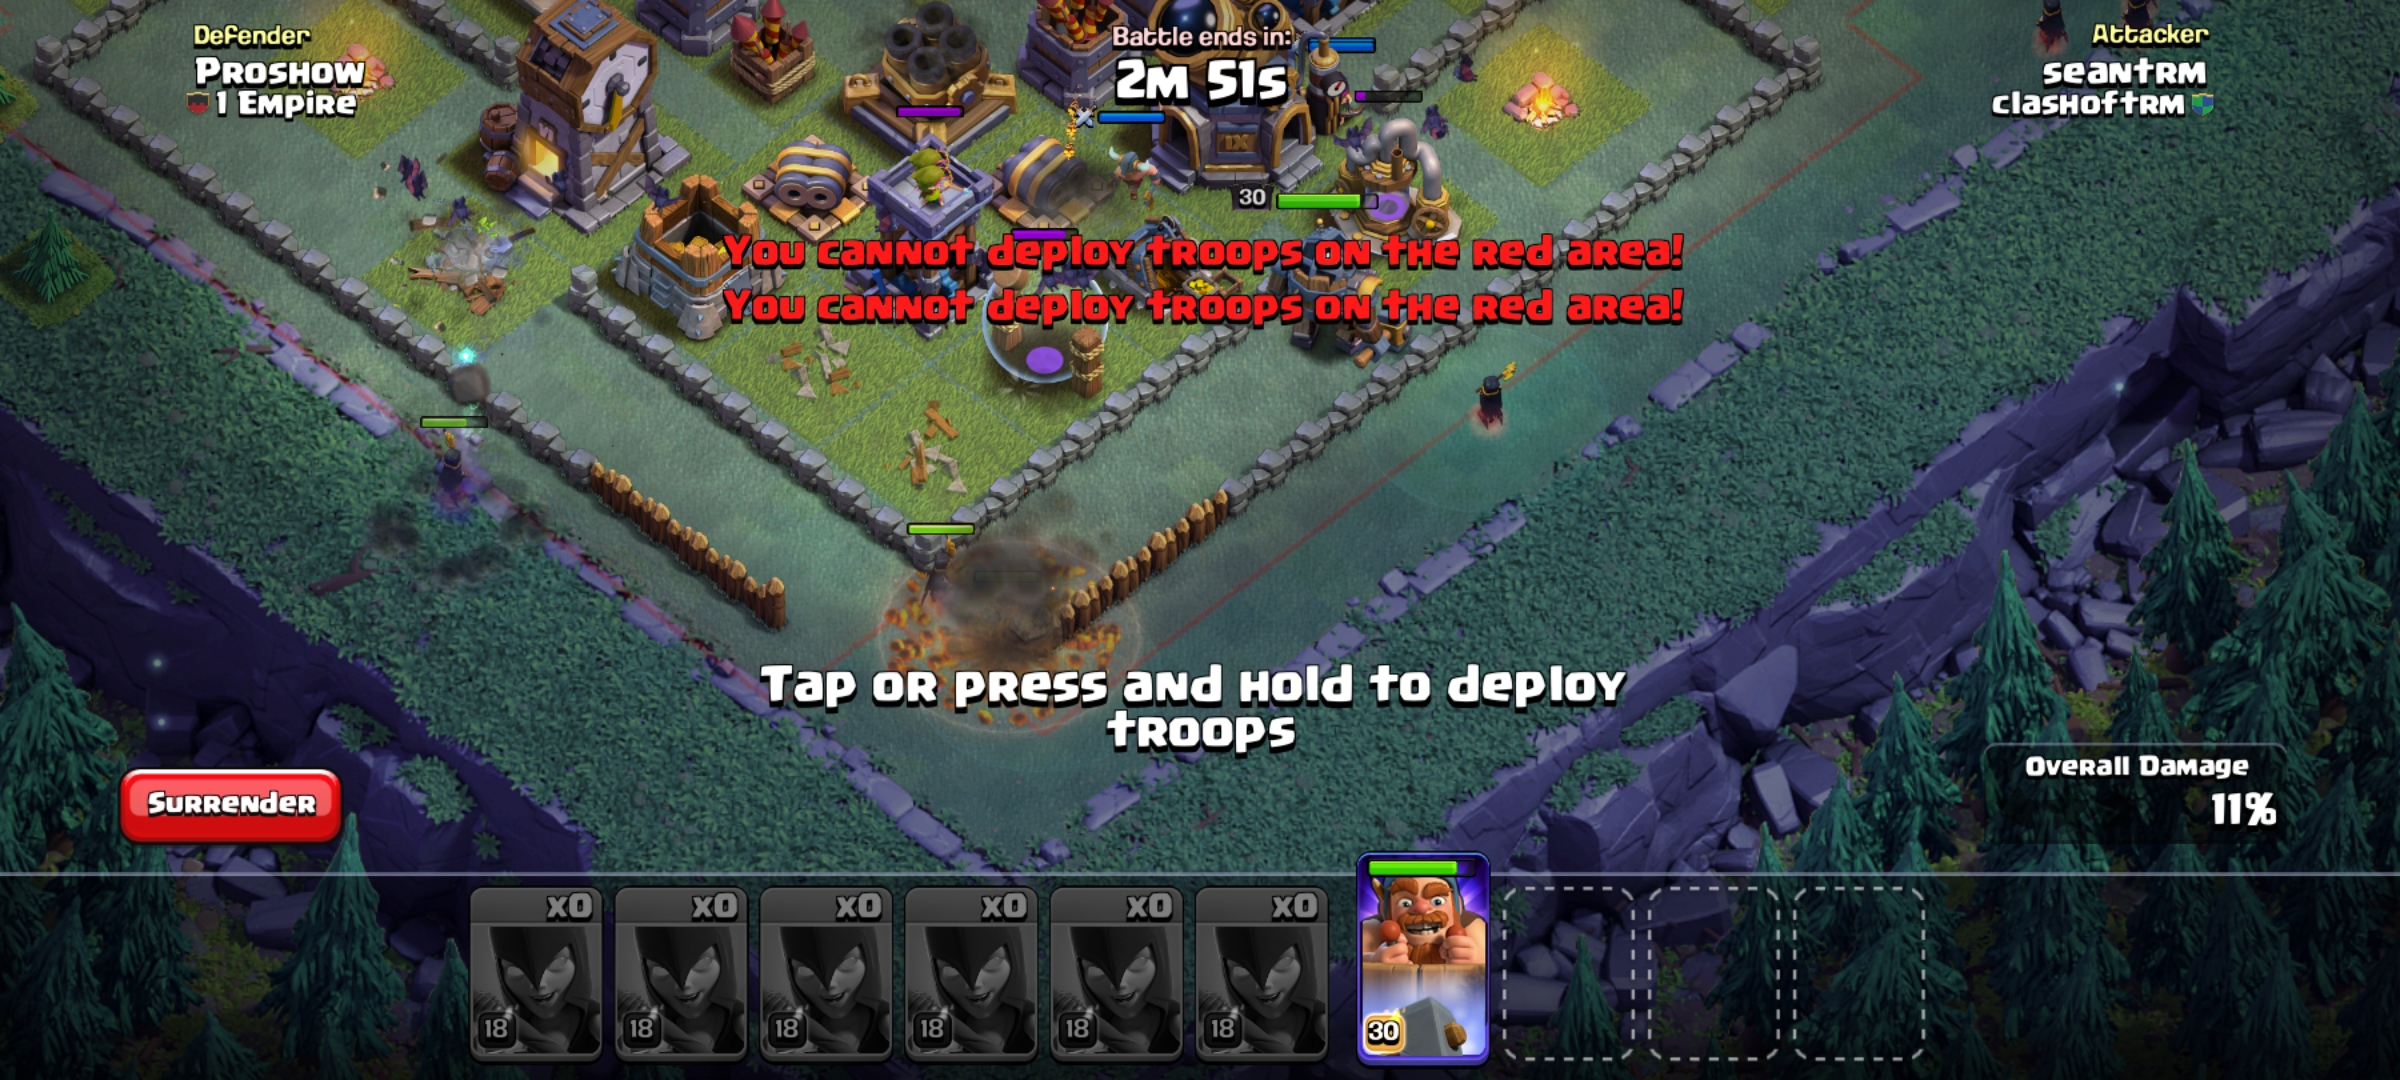 Defender
Proshow
1 Empire
Battle ends in:
2M 51s
Attacker
seantrm
clashoftrm
IX
30
You cannot deploy troops on the red area!
You cannot deploy troops on the red area!
Tap or press and hold to deploy
troops
Surrender
Overall Damage
11%
x0
x0
x0
x0
x0
x0
18
18
18
18
18
18
30